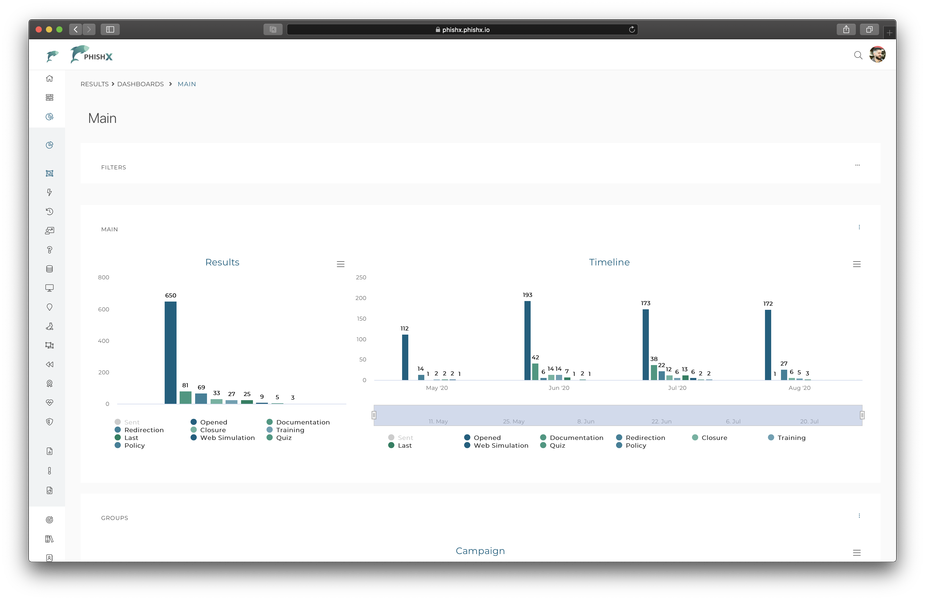 phishx.phishx.io
PHISHX
RESULTS > DASHBOARDS > MAIN
Main
FILTERS
MAIN
Results
800
600
400
200
0
650
81
69
33
27
25
9
5
3
Sent
Opened
Documentation
Redirection
Closure
Training
Last
Web Simulation
Quiz
Policy
Timeline
250
200
150
100
50
0
112
14 1 2 2 2 1
193
42
6 14 14 7 1 2 1
173
38
22 12 6 13 6 2 2
172
1 27 6 5 3
May '20
Jun '20
Jul '20
Aug '20
11. May
25. May
8. Jun
22. Jun
6. Jul
20. Jul
Sent
Opened
Documentation
Redirection
Closure
Training
Last
Web Simulation
Quiz
Policy
GROUPS
Campaign